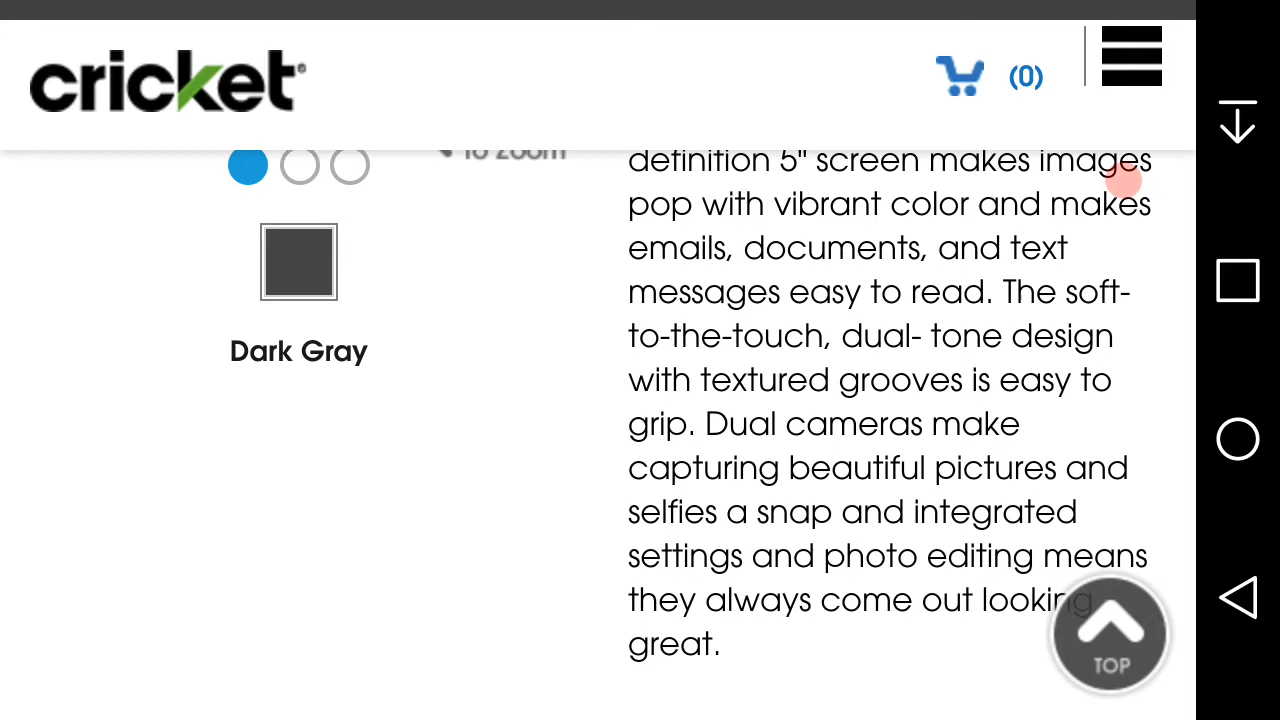 cricket
(0)
to zoom
definition 5" screen makes images
pop with vibrant color and makes
emails, documents, and text
messages easy to read. The soft-
to-the-touch, dual- tone design
with textured grooves is easy to
grip. Dual cameras make
capturing beautiful pictures and
selfies a snap and integrated
settings and photo editing means
they always come out looking
great.
Dark Gray
TOP